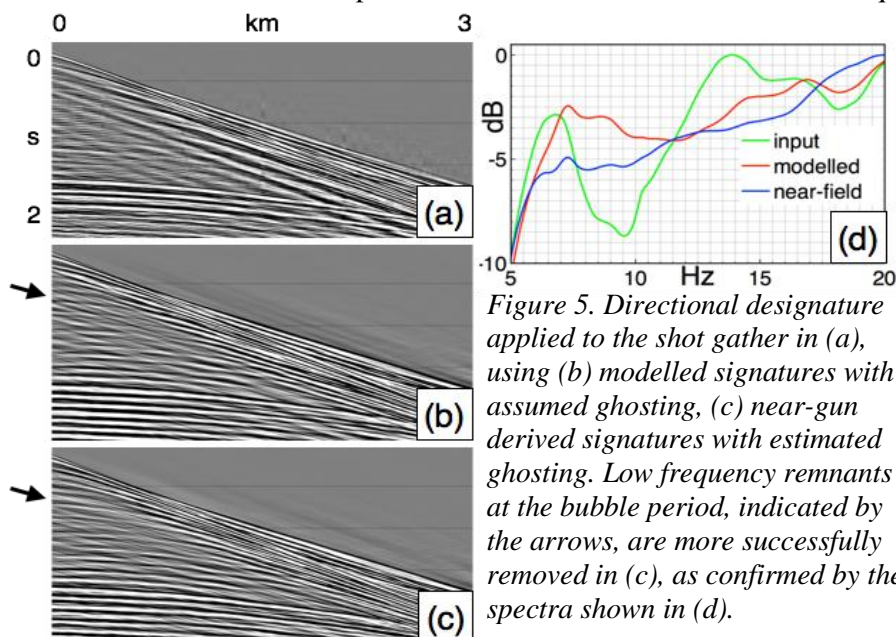 0 km 3
0
s
2
(a)
(b)
(c)
0
dB
-5
-10
5 10 Hz 15 20
input
modelled
near-field
(d)
Figure 5. Directional designature
applied to the shot gather in (a),
using (b) modelled signatures with
assumed ghosting, (c) near-gun
derived signatures with estimated
ghosting. Low frequency remnants
at the bubble period, indicated by
the arrows, are more successfully
removed in (c), as confirmed by the
spectra shown in (d).